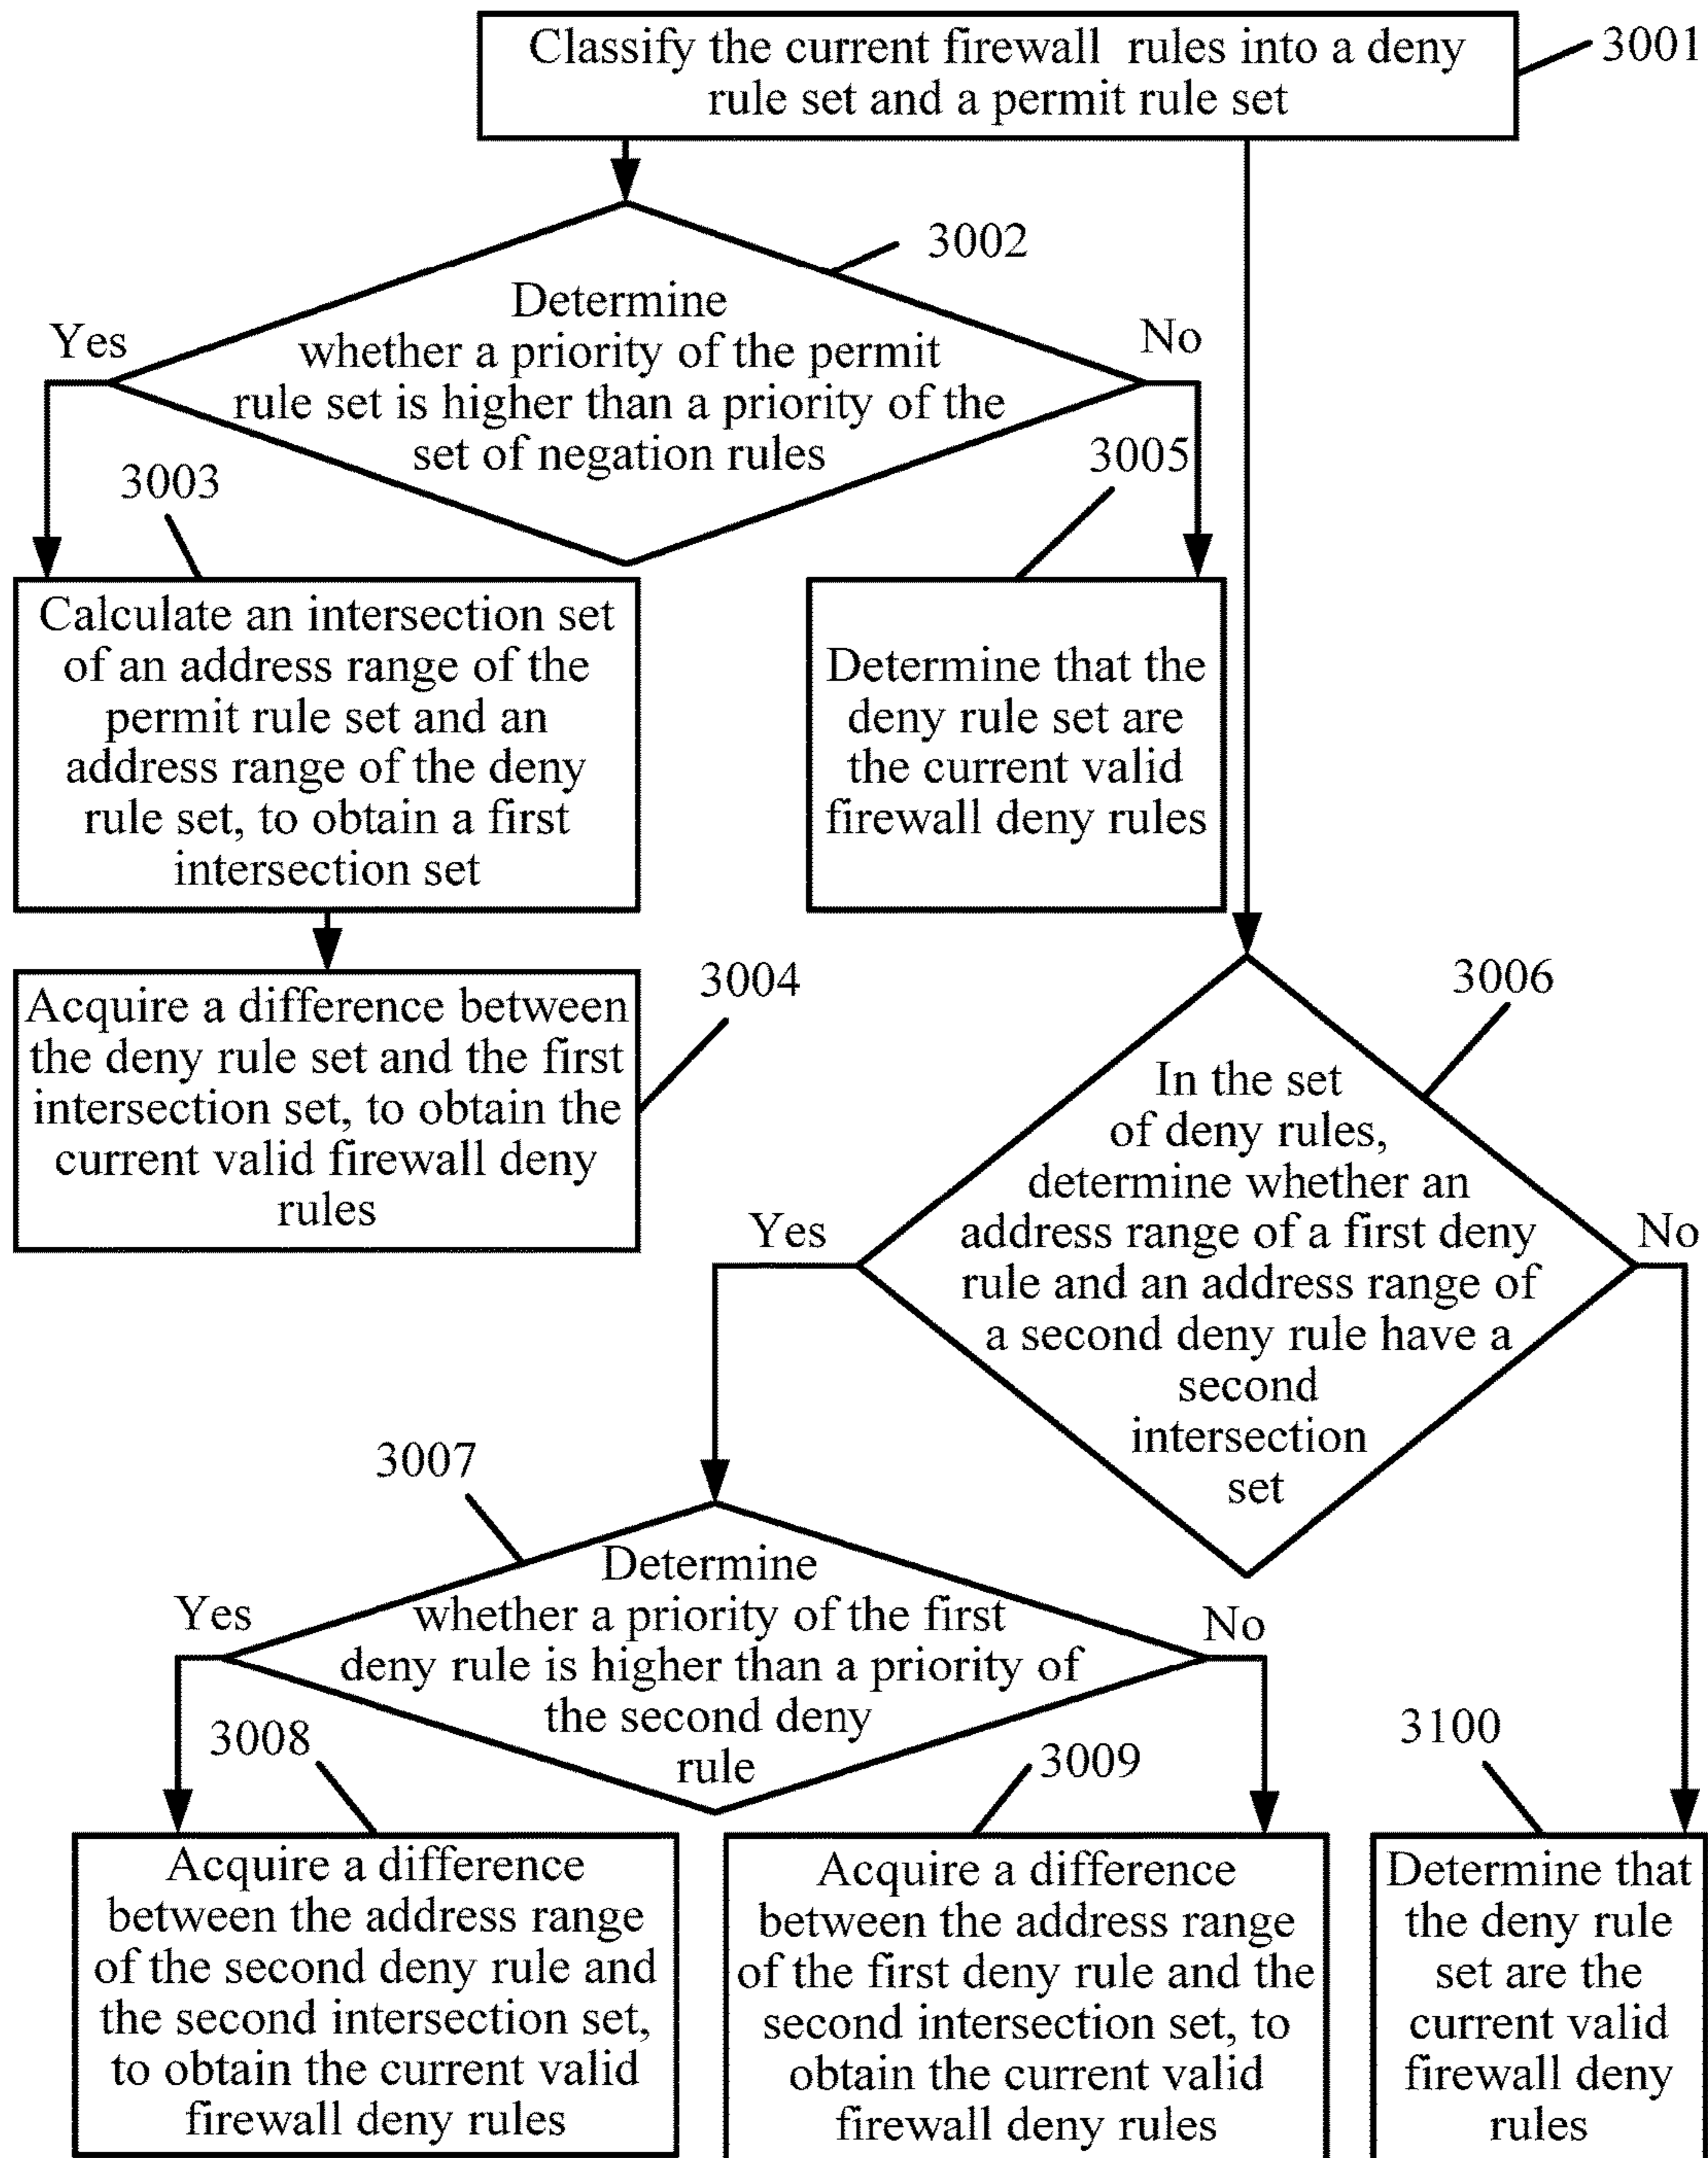 Classify the current firewall rules into a deny
rule set and a permit rule set
3001
3002
Determine
whether a priority of the permit
rule set is higher than a priority of the
set of negation rules
Yes
No
3003
3005
Calculate an intersection set
of an address range of the
permit rule set and an
address range of the deny
rule set, to obtain a first
intersection set
Determine that the
deny rule set are
the current valid
firewall deny rules
3004
Acquire a difference between
the deny rule set and the first
intersection set, to obtain the
current valid firewall deny
rules
3006
In the set
of deny rules,
determine whether an
address range of a first deny
rule and an address range of
a second deny rule have a
second
intersection
set
Yes
No
3007
Determine
whether a priority of the first
deny rule is higher than a priority of
the second deny
rule
Yes
No
3008
3009
3100
Acquire a difference
between the address range
of the second deny rule and
the second intersection set,
to obtain the current valid
firewall deny rules
Acquire a difference
between the address range
of the first deny rule and the
second intersection set, to
obtain the current valid
firewall deny rules
Determine that
the deny rule
set are the
current valid
firewall deny
rules